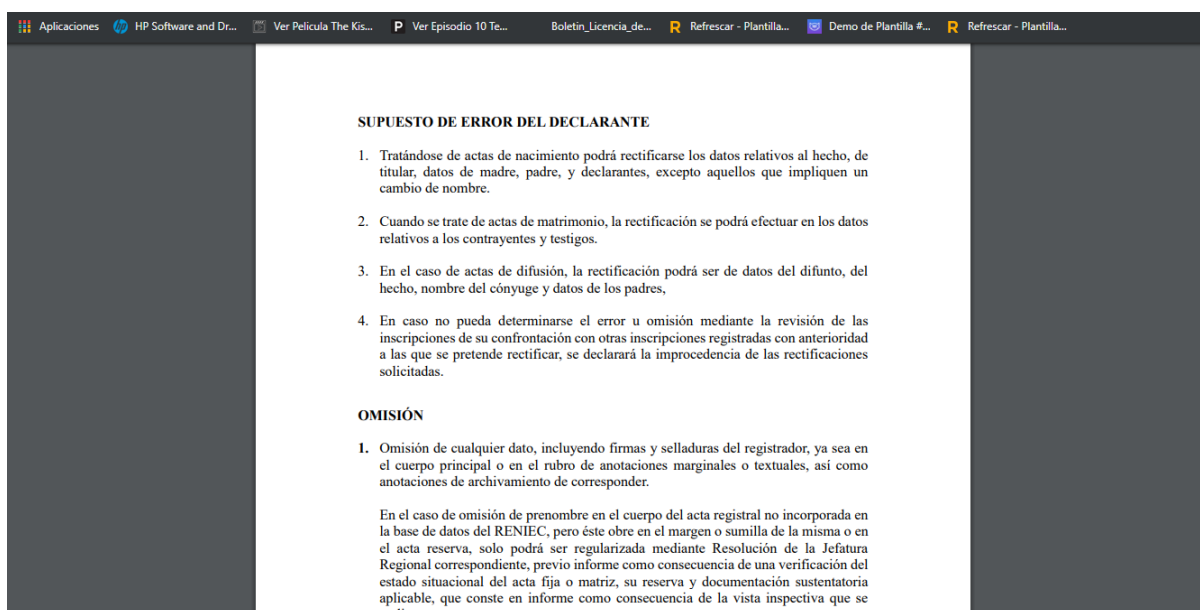 Aplicaciones HP Software and Dr... Ver Pelicula The Kis... Ver Episodio 10 Te... Boletin_Licencia_de... Refrescar - Plantilla... Demo de Plantilla #... Refrescar - Plantilla...
SUPUESTO DE ERROR DEL DECLARANTE
1. Tratándose de actas de nacimiento podrá rectificarse los datos relativos al hecho, de
titular, datos de madre, padre, y declarantes, excepto aquellos que impliquen un
cambio de nombre.
2. Cuando se trate de actas de matrimonio, la rectificación se podrá efectuar en los datos
relativos a los contrayentes y testigos.
3. En el caso de actas de difusión, la rectificación podrá ser de datos del difunto, del
hecho, nombre del cónyuge y datos de los padres,
4. En caso no pueda determinarse el error u omisión mediante la revisión de las
inscripciones de su confrontación con otras inscripciones registradas con anterioridad
a las que se pretende rectificar, se declarará la improcedencia de las rectificaciones
solicitadas.
OMISIÓN
1. Omisión de cualquier dato, incluyendo firmas y selladuras del registrador, ya sea en
el cuerpo principal o en el rubro de anotaciones marginales o textuales, así como
anotaciones de archivamiento de corresponder.
En el caso de omisión de prenombre en el cuerpo del acta registral no incorporada en
la base de datos del RENIEC, pero éste obre en el margen o sumilla de la misma o en
el acta reserva, solo podrá ser regularizada mediante Resolución de la Jefatura
Regional correspondiente, previo informe como consecuencia de una verificación del
estado situacional del acta fija o matriz, su reserva y documentación sustentatoria
aplicable, que conste en informe como consecuencia de la vista inspectiva que se